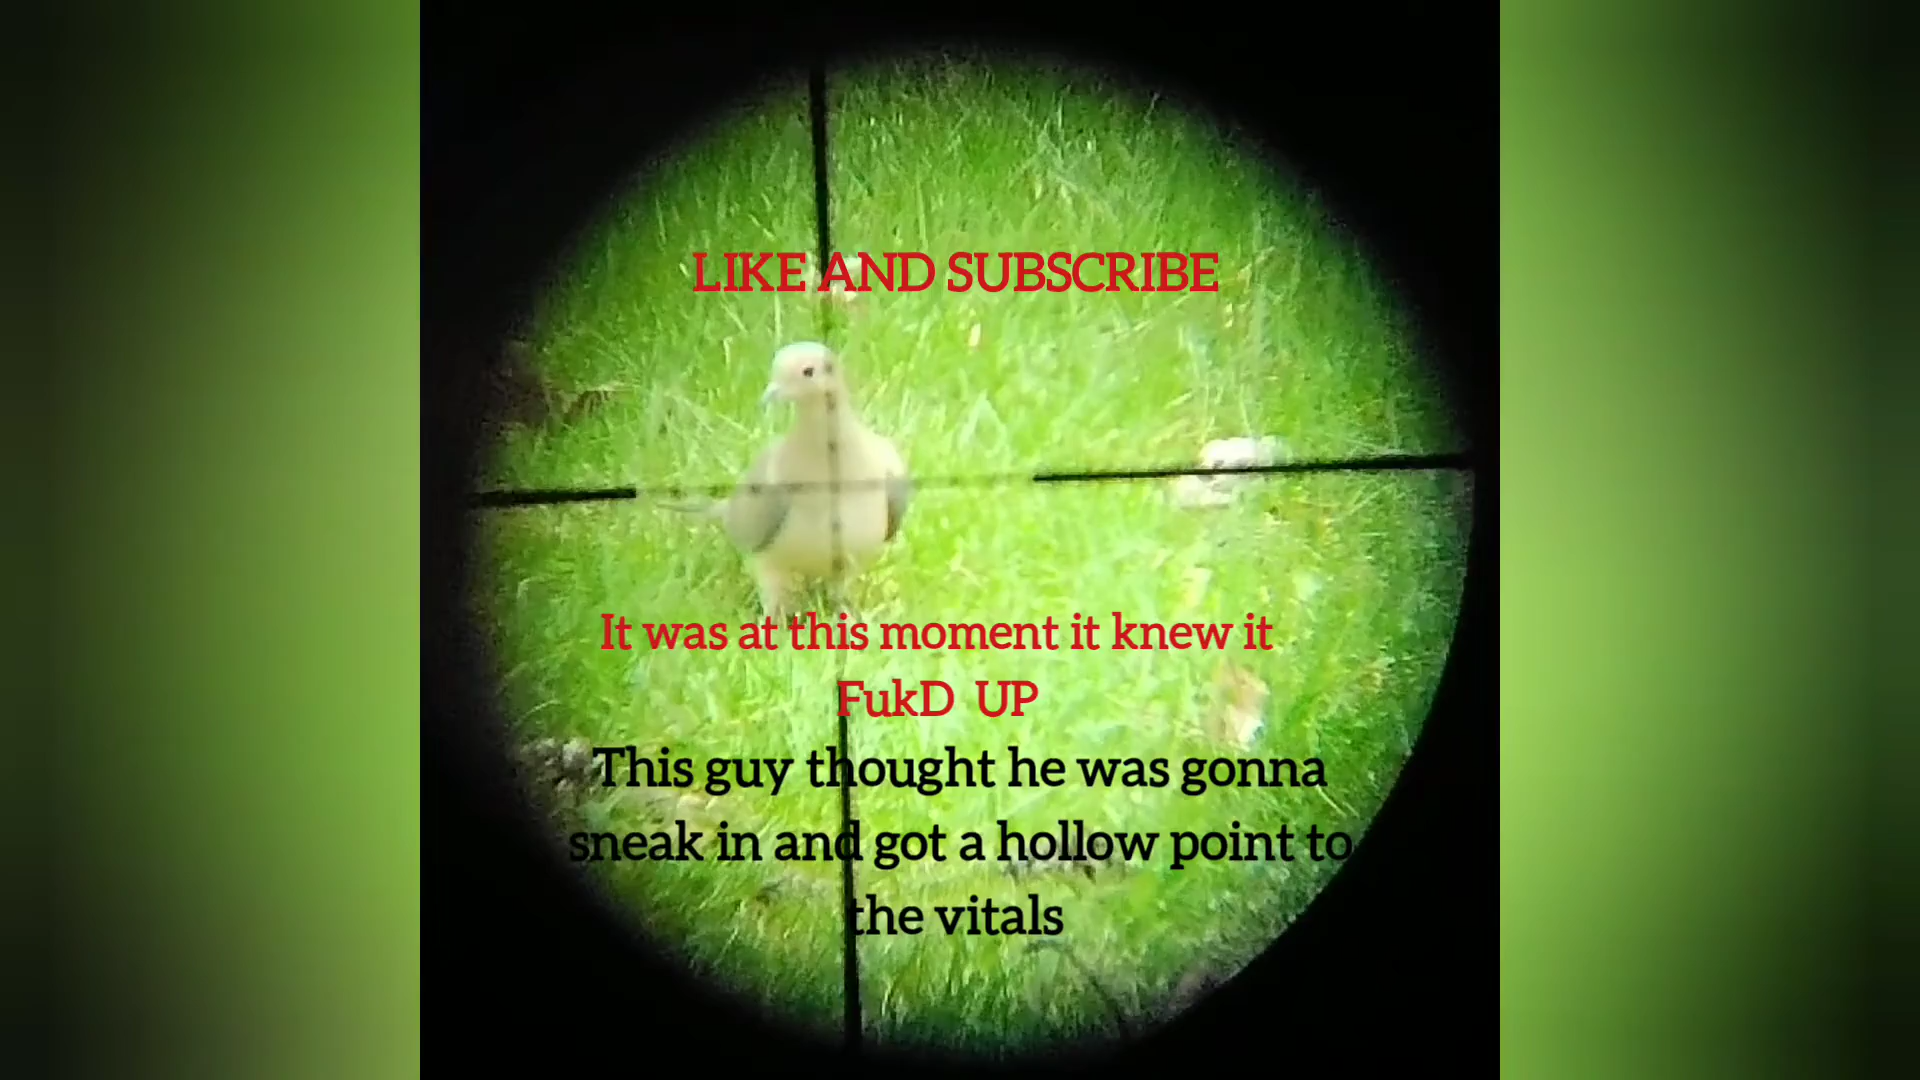 LIKE AND SUBSCRIBE
It was at this moment it knew it
FukD UP
This guy thought he was gonna
sneak in and got a hollow point to
the vitals